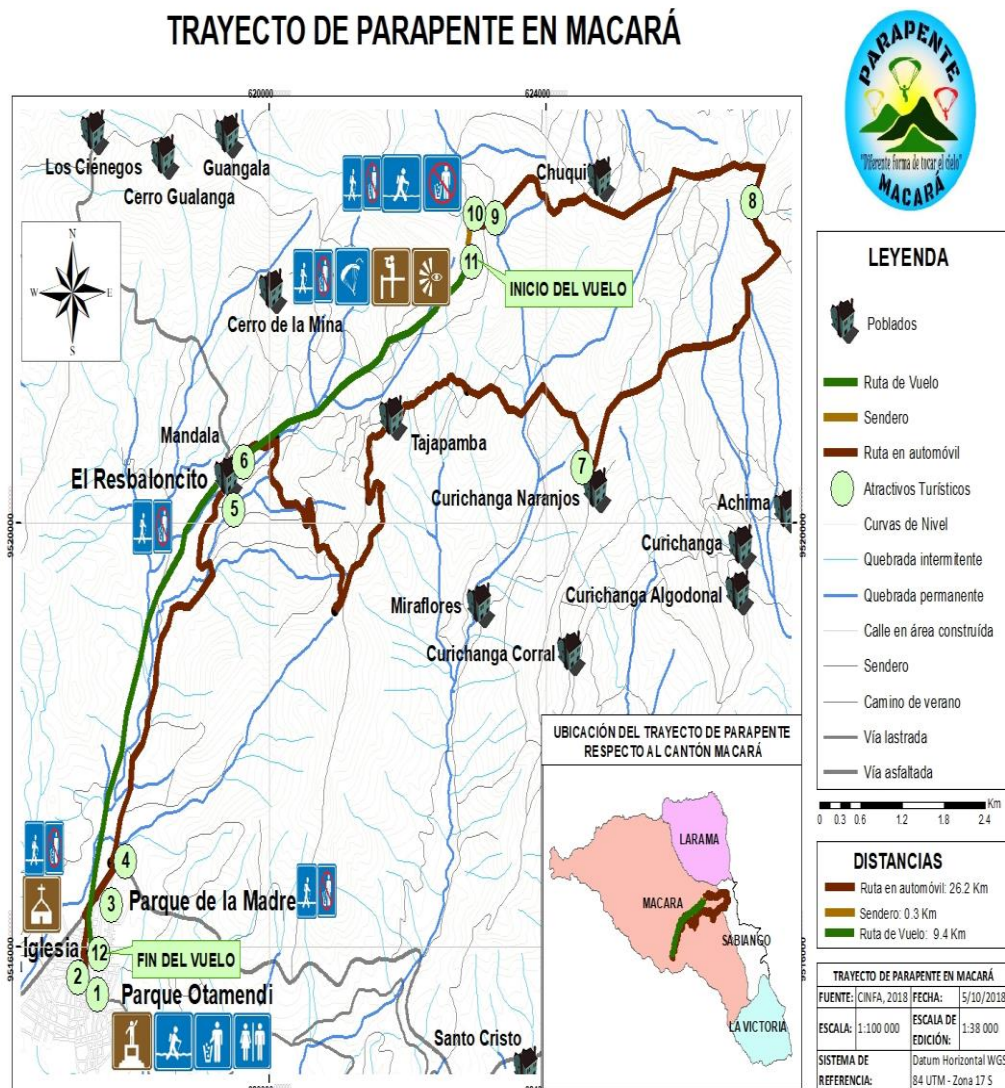 TRAYECTO DE PARAPENTE EN MACARÁ
PARAPENTE
"Diferente forma de tocar el cielo"
MACARÁ
620000
624000
Los Ciénegos
Cerro Gualanga
Guangala
Chuqui
10
9
8
11
INICIO DEL VUELO
N
W
E
S
Cerro de la Mina
Mandala
6
Tajapamba
El Resbaloncito
5
7
Curichanga Naranjos
Achima
9520000
9520000
Curichanga
Miraflores
Curichanga Algodonal
Curichanga Corral
4
3
Parque de la Madre
Iglesia
12
FIN DEL VUELO
2
1
Parque Otamendi
9516000
9516000
Santo Cristo
UBICACIÓN DEL TRAYECTO DE PARAPENTE
RESPECTO AL CANTÓN MACARÁ
LARAMA
MACARA
SABIANGO
LA VICTORIA
LEYENDA
Poblados
Ruta de Vuelo
Sendero
Ruta en automóvil
Atractivos Turísticos
Curvas de Nivel
Quebrada intermitente
Quebrada permanente
Calle en área construída
Sendero
Camino de verano
Vía lastrada
Vía asfaltada
Km
0 0.3 0.6 1.2 1.8 2.4
DISTANCIAS
Ruta en automóvil: 26.2 Km
Sendero: 0.3 Km
Ruta de Vuelo: 9.4 Km
TRAYECTO DE PARAPENTE EN MACARÁ
FUENTE: CINFA, 2018 FECHA: 5/10/2018
ESCALA: 1:100 000 ESCALA DE EDICIÓN: 1:38 000
SISTEMA DE REFERENCIA: Datum Horizontal WGS 84 UTM - Zona 17 S